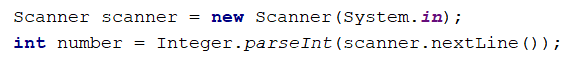 Scanner scanner = new Scanner(System.in);
int number = Integer.parseInt(scanner.nextLine());